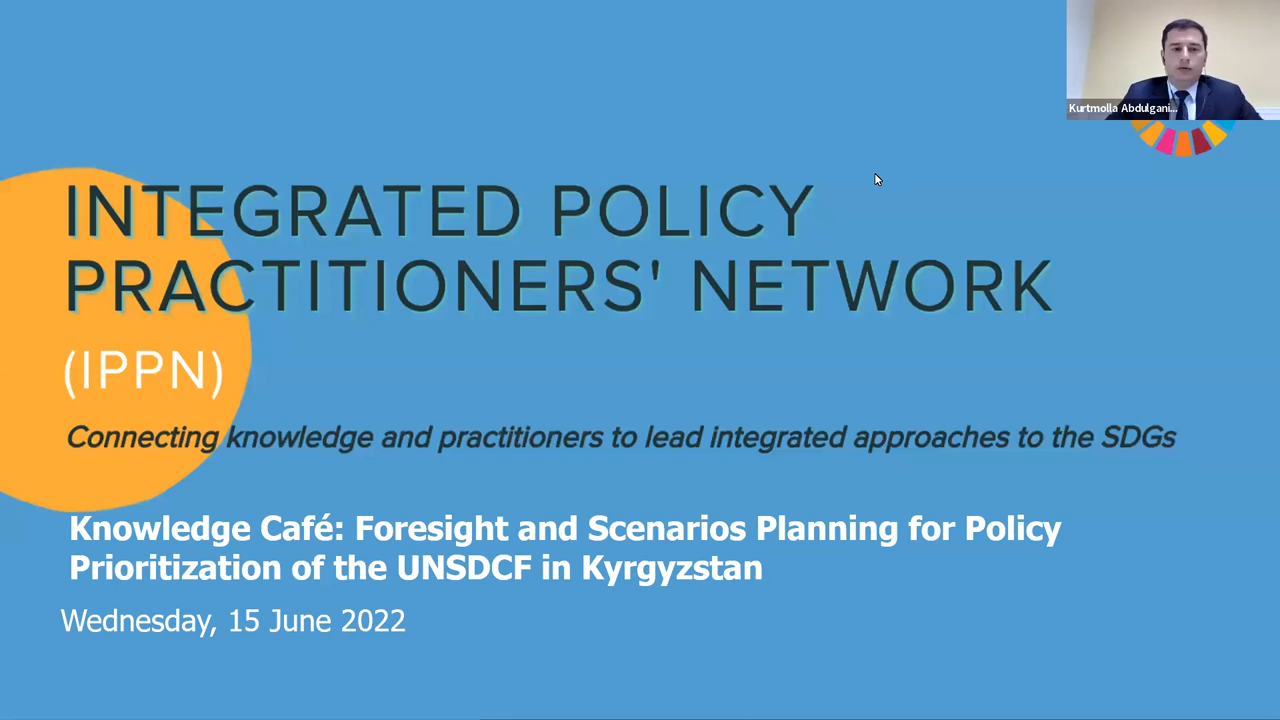 Kurtmolla Abdulgani...
INTEGRATED POLICY
PRACTITIONERS' NETWORK
(IPPN)
Connecting knowledge and practitioners to lead integrated approaches to the SDGs
Knowledge Café: Foresight and Scenarios Planning for Policy
Prioritization of the UNSDCF in Kyrgyzstan
Wednesday, 15 June 2022